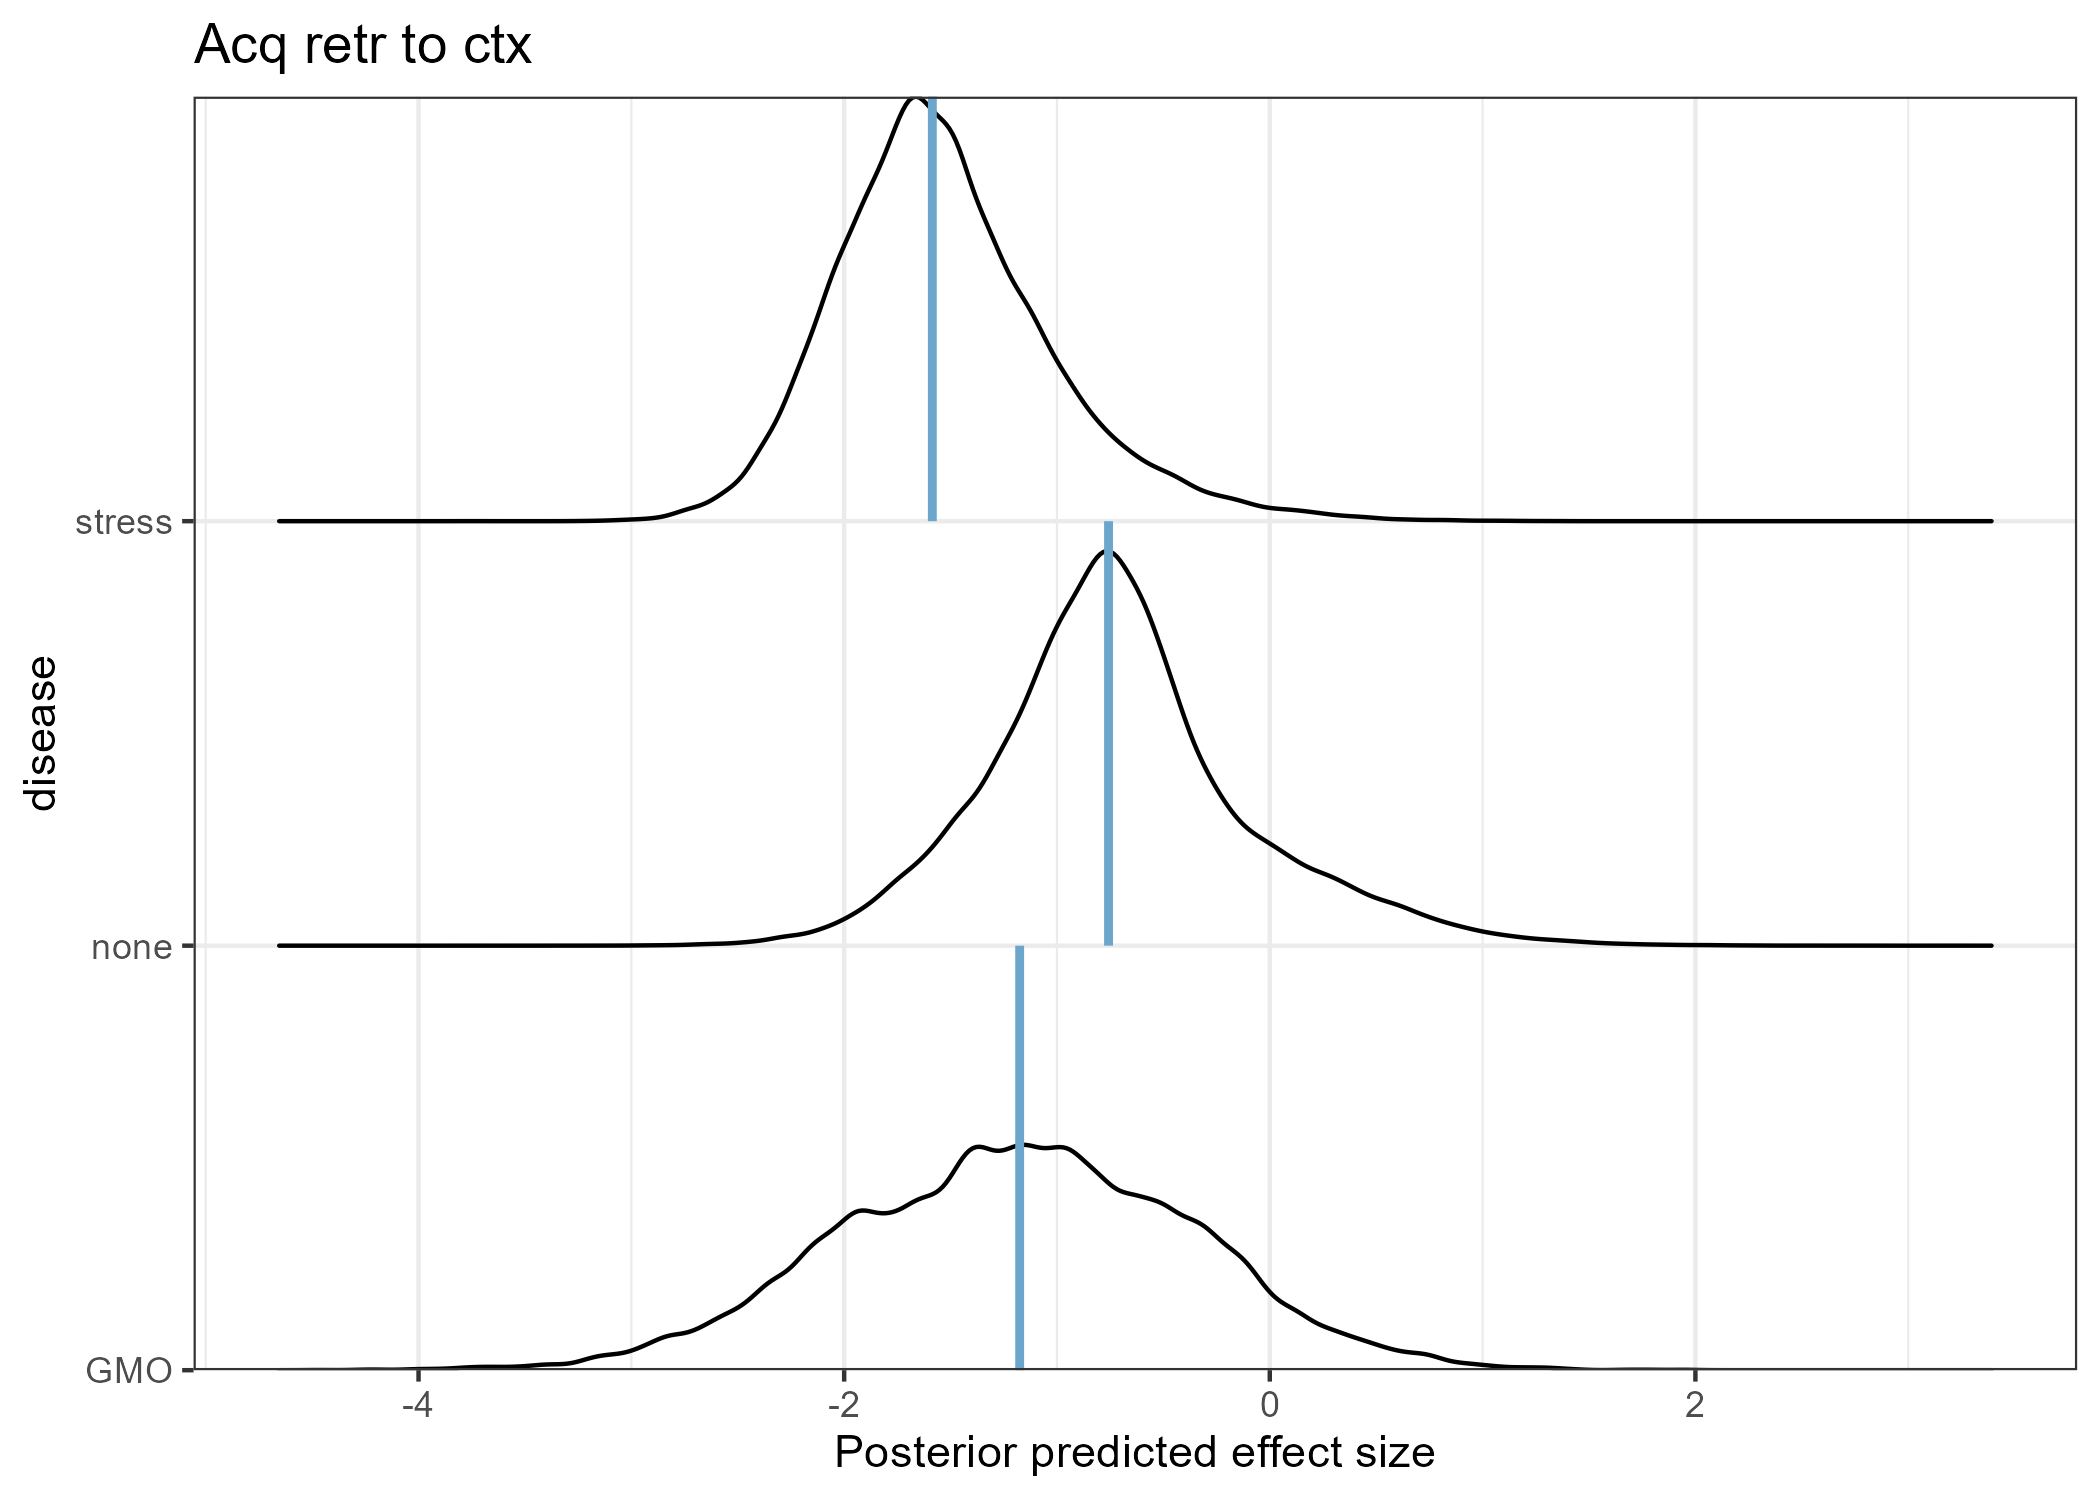 Acq retr to ctx
disease
stress
none
GMO
-4
-2
0
2
Posterior predicted effect size